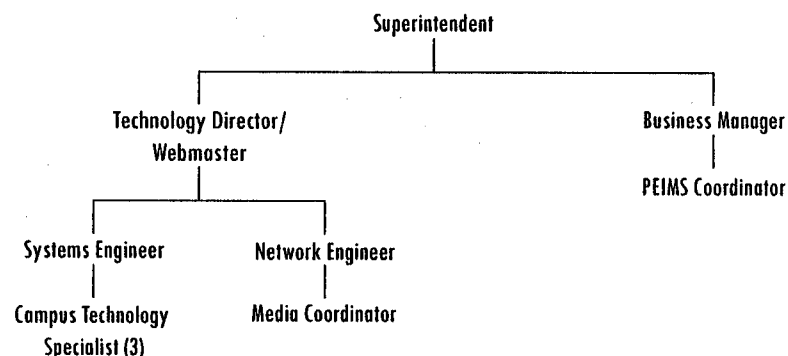 Superintendent
Technology Director/
Webmaster
Business Manager
PEIMS Coordinator
Systems Engineer
Network Engineer
Campus Technology
Specialist (3)
Media Coordinator